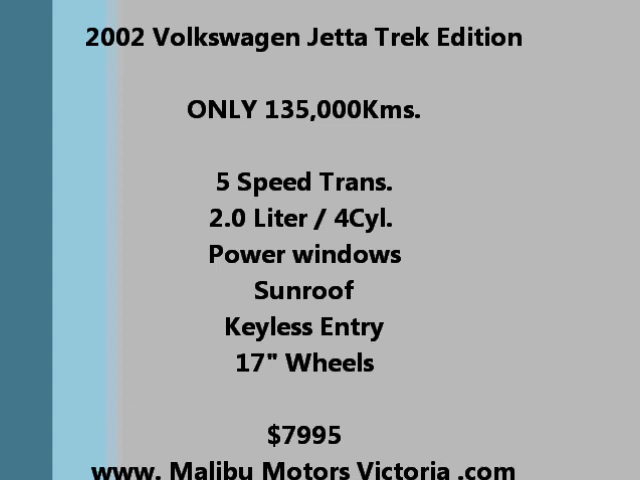 2002 Volkswagen Jetta Trek Edition
ONLY 135,000Kms.
5 Speed Trans.
2.0 Liter / 4Cyl.
Power windows
Sunroof
Keyless Entry
17" Wheels
$7995
www. Malibu Motors Victoria .com